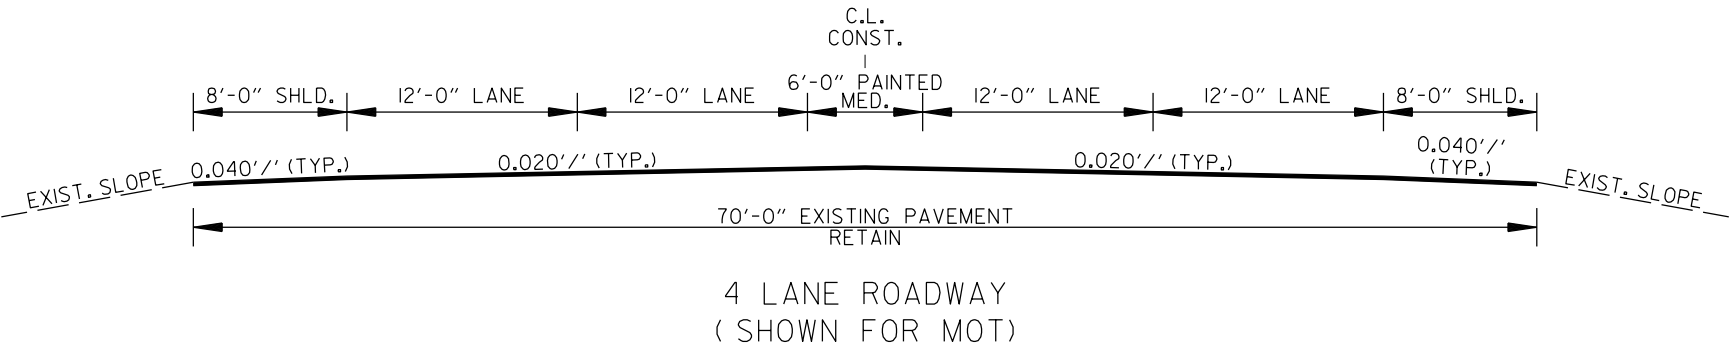 C.L.
CONST.
8'-0" SHLD.
12'-0" LANE
12'-0" LANE
6'-0" PAINTED
MED.
12'-0" LANE
12'-0" LANE
8'-0" SHLD.
EXIST. SLOPE
0.040'/' (TYP.)
0.020'/' (TYP.)
0.020'/' (TYP.)
0.040'/'
(TYP.)
EXIST. SLOPE
70'-0" EXISTING PAVEMENT
RETAIN
4 LANE ROADWAY
( SHOWN FOR MOT)